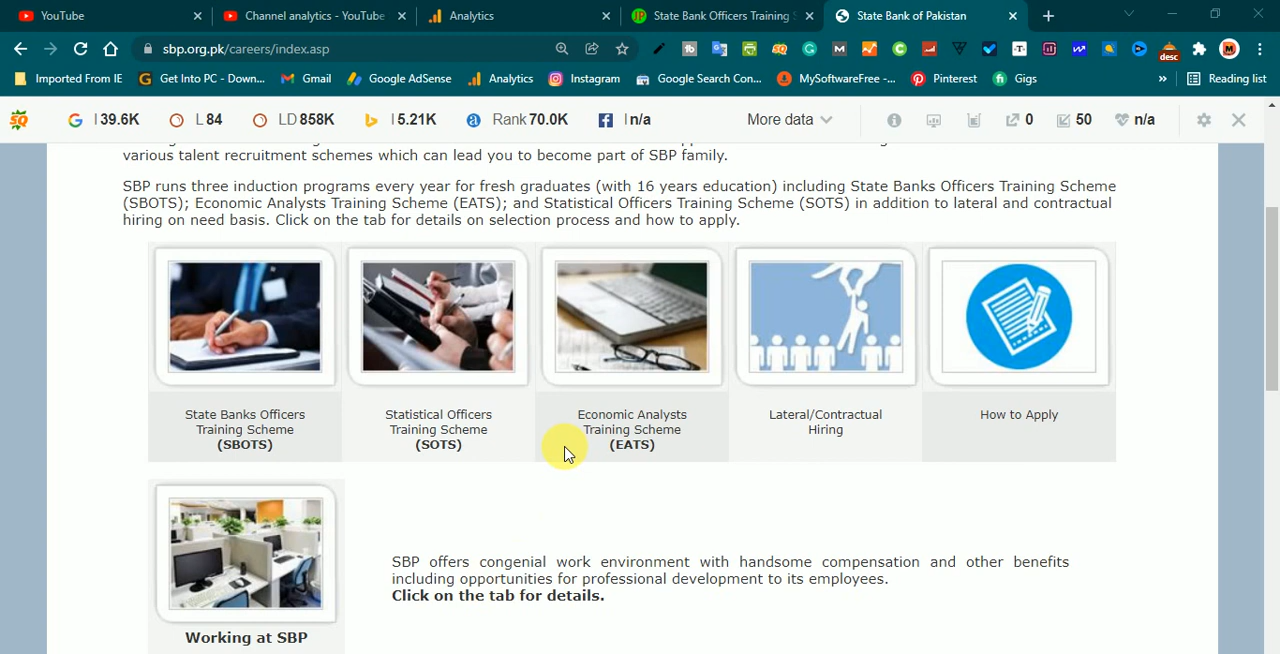 YouTube
Channel analytics - YouTube
Analytics
State Bank Officers Training S
State Bank of Pakistan
sbp.org.pk/careers/index.asp
Imported From IE
Get Into PC - Down...
Gmail
Google AdSense
Analytics
Instagram
Google Search Con...
MySoftwareFree -...
Pinterest
Gigs
Reading list
desc
SQ
I 39.6K
L 84
LD 858K
I 5.21K
Rank 70.0K
I n/a
More data
0
50
n/a
various talent recruitment schemes which can lead you to become part of SBP family.
SBP runs three induction programs every year for fresh graduates (with 16 years education) including State Banks Officers Training Scheme
(SBOTS); Economic Analysts Training Scheme (EATS); and Statistical Officers Training Scheme (SOTS) in addition to lateral and contractual
hiring on need basis. Click on the tab for details on selection process and how to apply.
State Banks Officers
Training Scheme
(SBOTS)
Statistical Officers
Training Scheme
(SOTS)
Economic Analysts
Training Scheme
(EATS)
Lateral/Contractual
Hiring
How to Apply
SBP offers congenial work environment with handsome compensation and other benefits
including opportunities for professional development to its employees.
Click on the tab for details.
Working at SBP